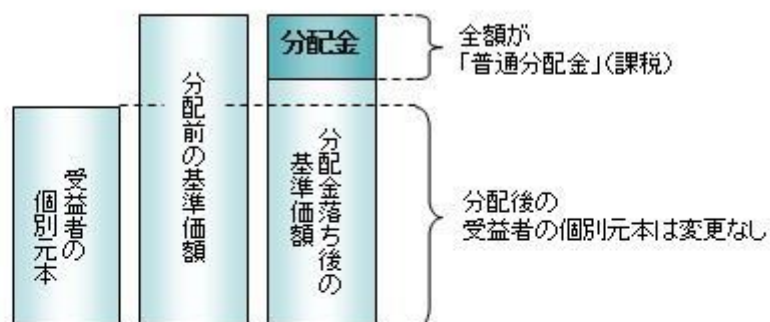 受益者の
個別元本
分配前の基準価額
分配金
分配金落ち後の
基準価額
全額が
「普通分配金」(課税)
分配後の
受益者の個別元本は変更なし